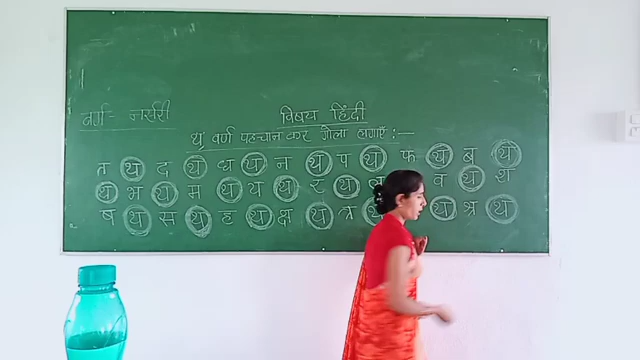 वर्ग - नर्सरी
विषय हिंदी
थ वर्ण पहचान कर गोला लगाएँ :-
त थ द थ ध थ न थ प थ फ थ ब थ
थ भ थ म थ य थ र थ ल व थ श
ष थ स थ ह थ क्ष थ त्र थ थ श्र थ